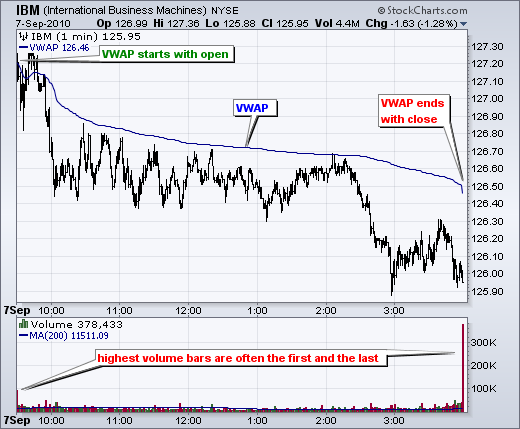 IBM (International Business Machines) NYSE © StockCharts.com
7-Sep-2010 Op 126.99 Hi 127.36 Lo 125.88 Cl 125.95 Vol 4.4M Chg -1.63 (-1.28%)
IBM (1 min) 125.95
VWAP 126.46
VWAP starts with open
VWAP
VWAP ends
with close
127.30
127.20
127.10
127.00
126.90
126.80
126.70
126.60
126.50
126.40
126.30
126.20
126.10
126.00
125.90
7Sep 10:00 11:00 12:00 1:00 2:00 3:00
Volume 378,433
MA(200) 11511.09
highest volume bars are often the first and the last
300K
200K
100K
7Sep 10:00 11:00 12:00 1:00 2:00 3:00